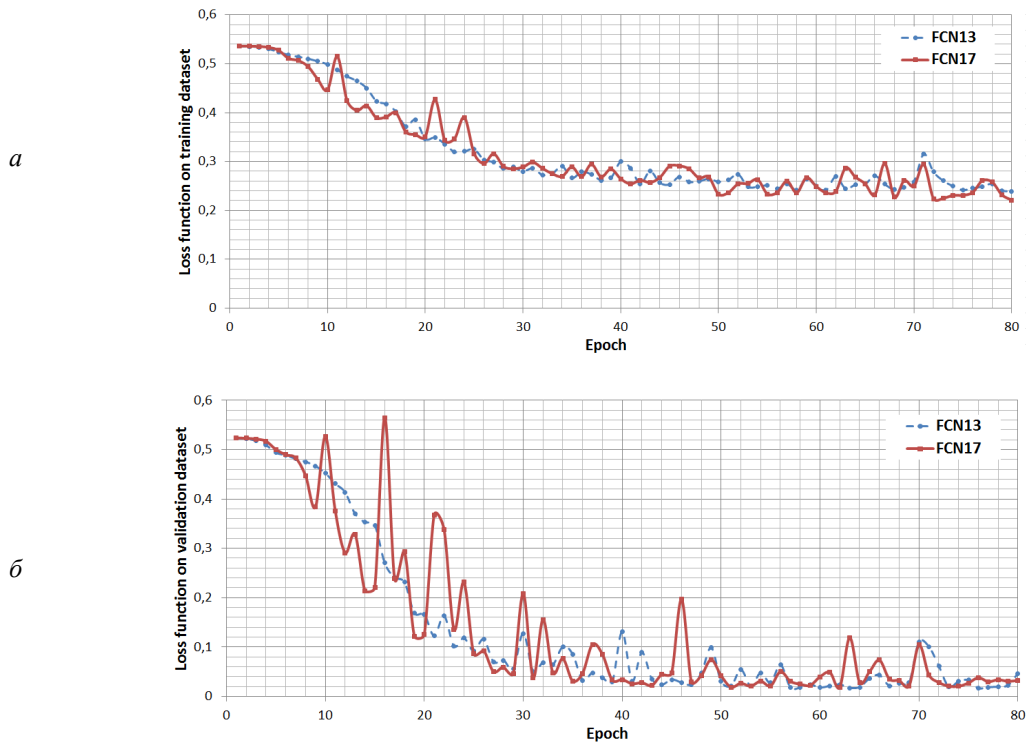 а
Loss function on training dataset
0,6
0,5
0,4
0,3
0,2
0,1
0
FCN13
FCN17
0 10 20 30 40 50 60 70 80
Epoch
б
Loss function on validation dataset
0,6
0,5
0,4
0,3
0,2
0,1
0
FCN13
FCN17
0 10 20 30 40 50 60 70 80
Epoch